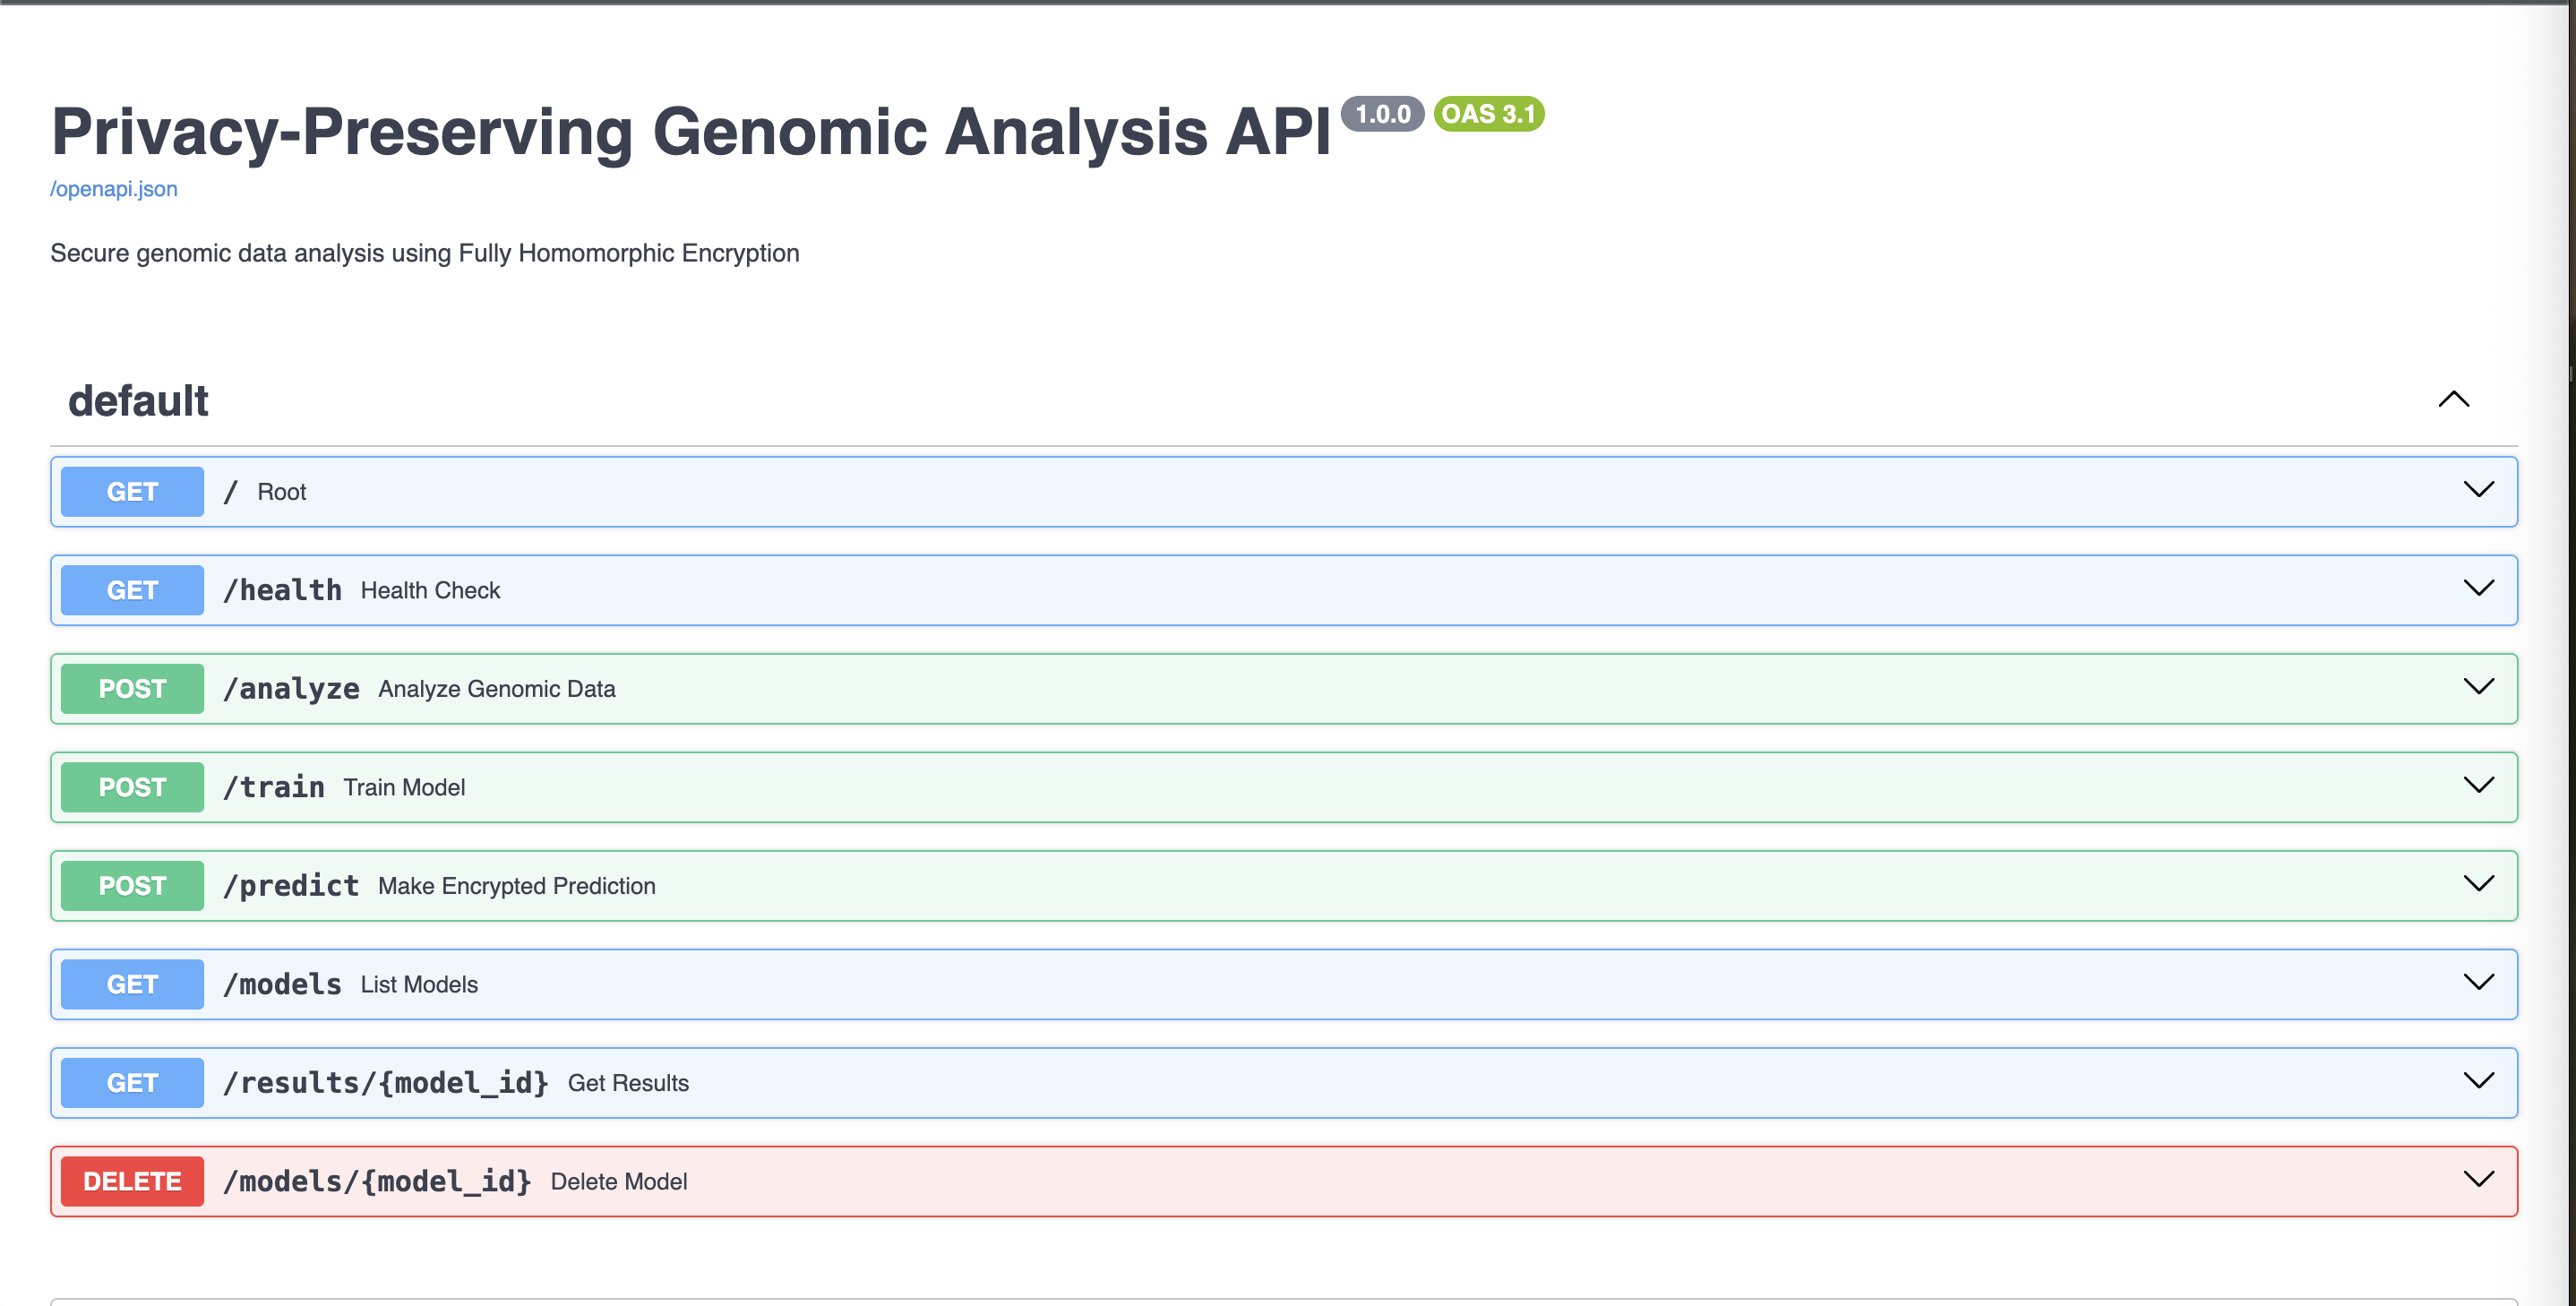 Privacy-Preserving Genomic Analysis API 1.0.0 OAS 3.1
/openapi.json
Secure genomic data analysis using Fully Homomorphic Encryption
default
GET / Root
GET /health Health Check
POST /analyze Analyze Genomic Data
POST /train Train Model
POST /predict Make Encrypted Prediction
GET /models List Models
GET /results/{model_id} Get Results
DELETE /models/{model_id} Delete Model